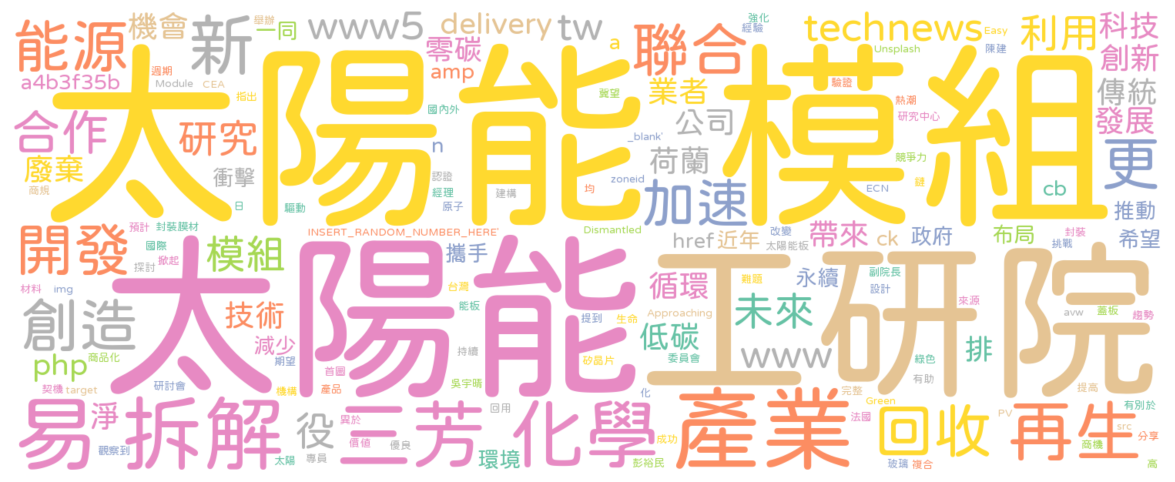 能源 機會 舉辦 一同 新 www5 delivery tw 強化 經驗 technews Easy 利用 科技
零碳 聯合 a Unsplash 陳建 創新
a4b3f35b 週期 Module CEA 指出 amp 冀望 業者 驗證 熱潮 傳統
太陽能模組
合作 研究 國內外 _blank' 公司 研究中心 發展
廢棄 衝擊 n 認證 荷蘭 zoneid 競爭力 更
商規 日 驅動 經理 原子 建構 均 加速 ECN 鏈 cb 推動
預計 封裝膜材 INSERT_RANDOM_NUMBER_HERE' Dismantled 改變 帶來 ck 政府 布局 封裝 希望
開發 國際 探討 掀起 模組 攜手 href 近年 太陽能板 挑戰
材料 img 太陽能 台灣 能板 循環 難題 永續 副院長 設計 工研院 來源
創造 技術 提到 生命 Approaching 未來 avw 蓋板 趨勢
php 商品化 減少 首圖 持續 矽晶片 低碳 委員會 www 綠色 排
契機 target 研討會 期望 機構 產品 吳宇晴 化 完整 有助 提高
易拆解 淨 役 異於 三芳化學 回用 產業 法國 Green 回收 PV 再生 有別於
觀察到 價值 優良 成功 src 商機 分享
太陽 專員 環境 彭裕民 玻璃 複合 高